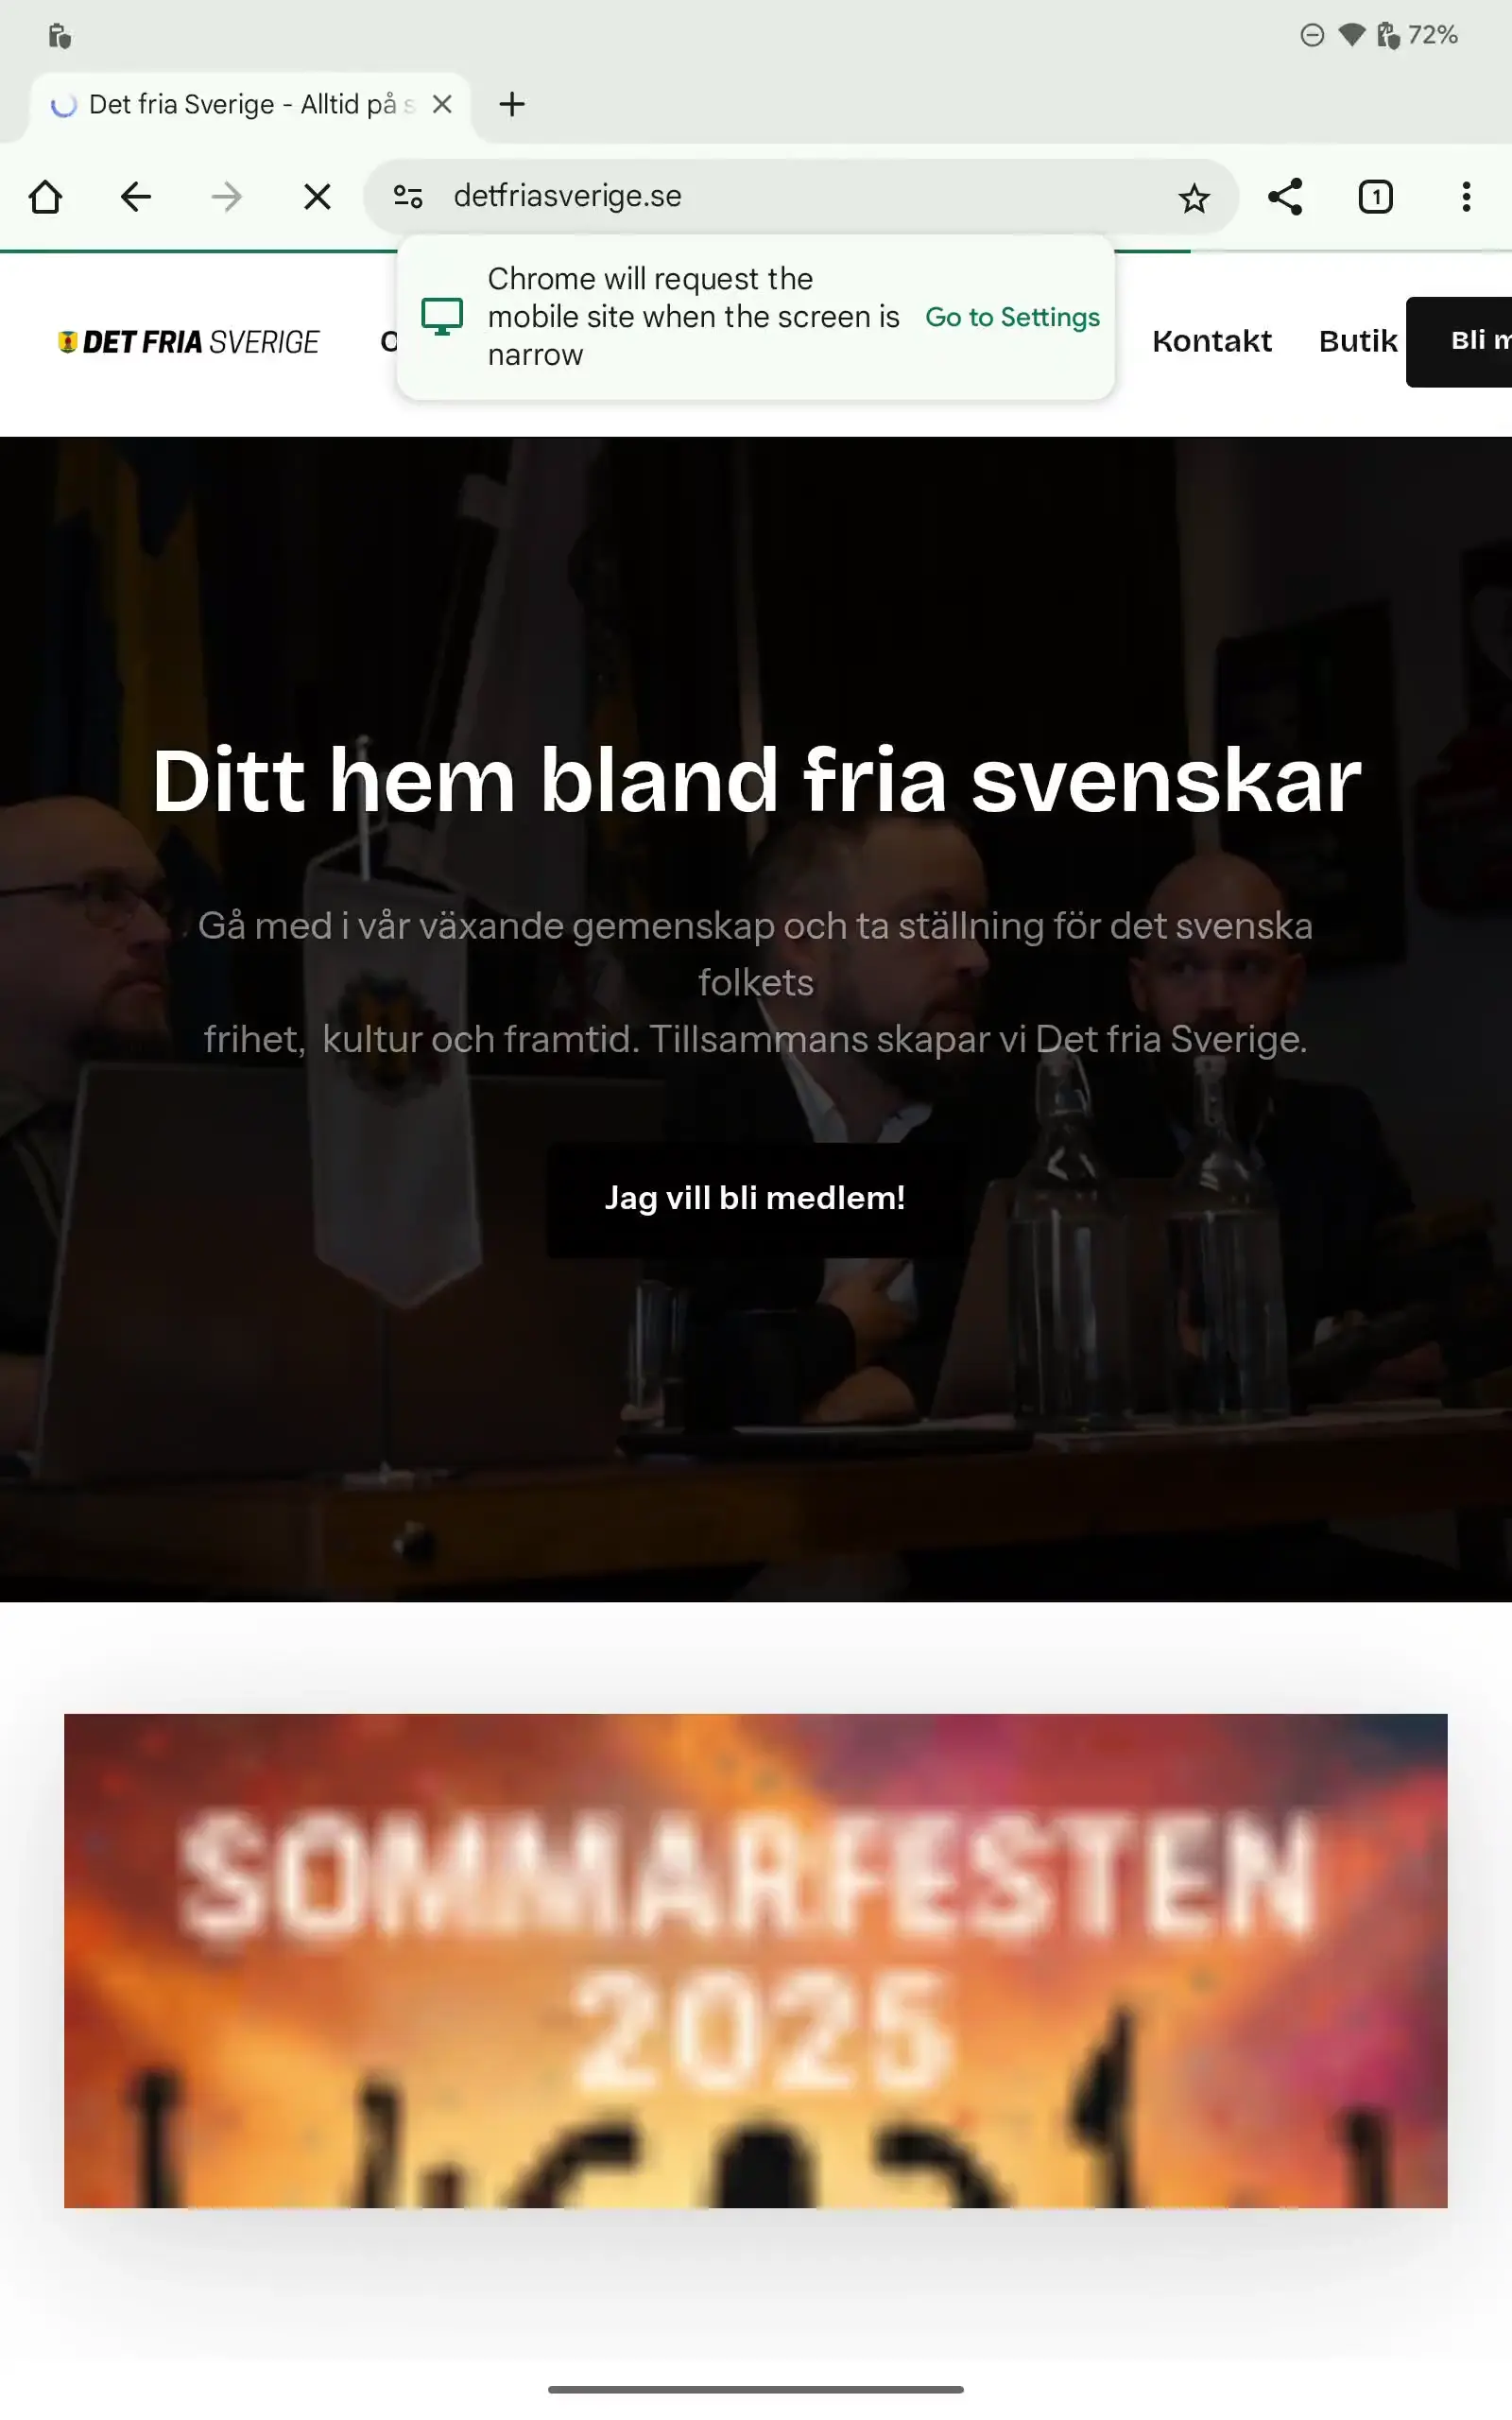 72%
Det fria Sverige - Alltid på s
detfriasverige.se
1
Chrome will request the
mobile site when the screen is
narrow
Go to Settings
DET FRIA SVERIGE
O
Kontakt
Butik
Bli m
Ditt hem bland fria svenskar
Gå med i vår växande gemenskap och ta ställning för det svenska
folkets
frihet, kultur och framtid. Tillsammans skapar vi Det fria Sverige.
Jag vill bli medlem!
SOMMARFESTEN
2025